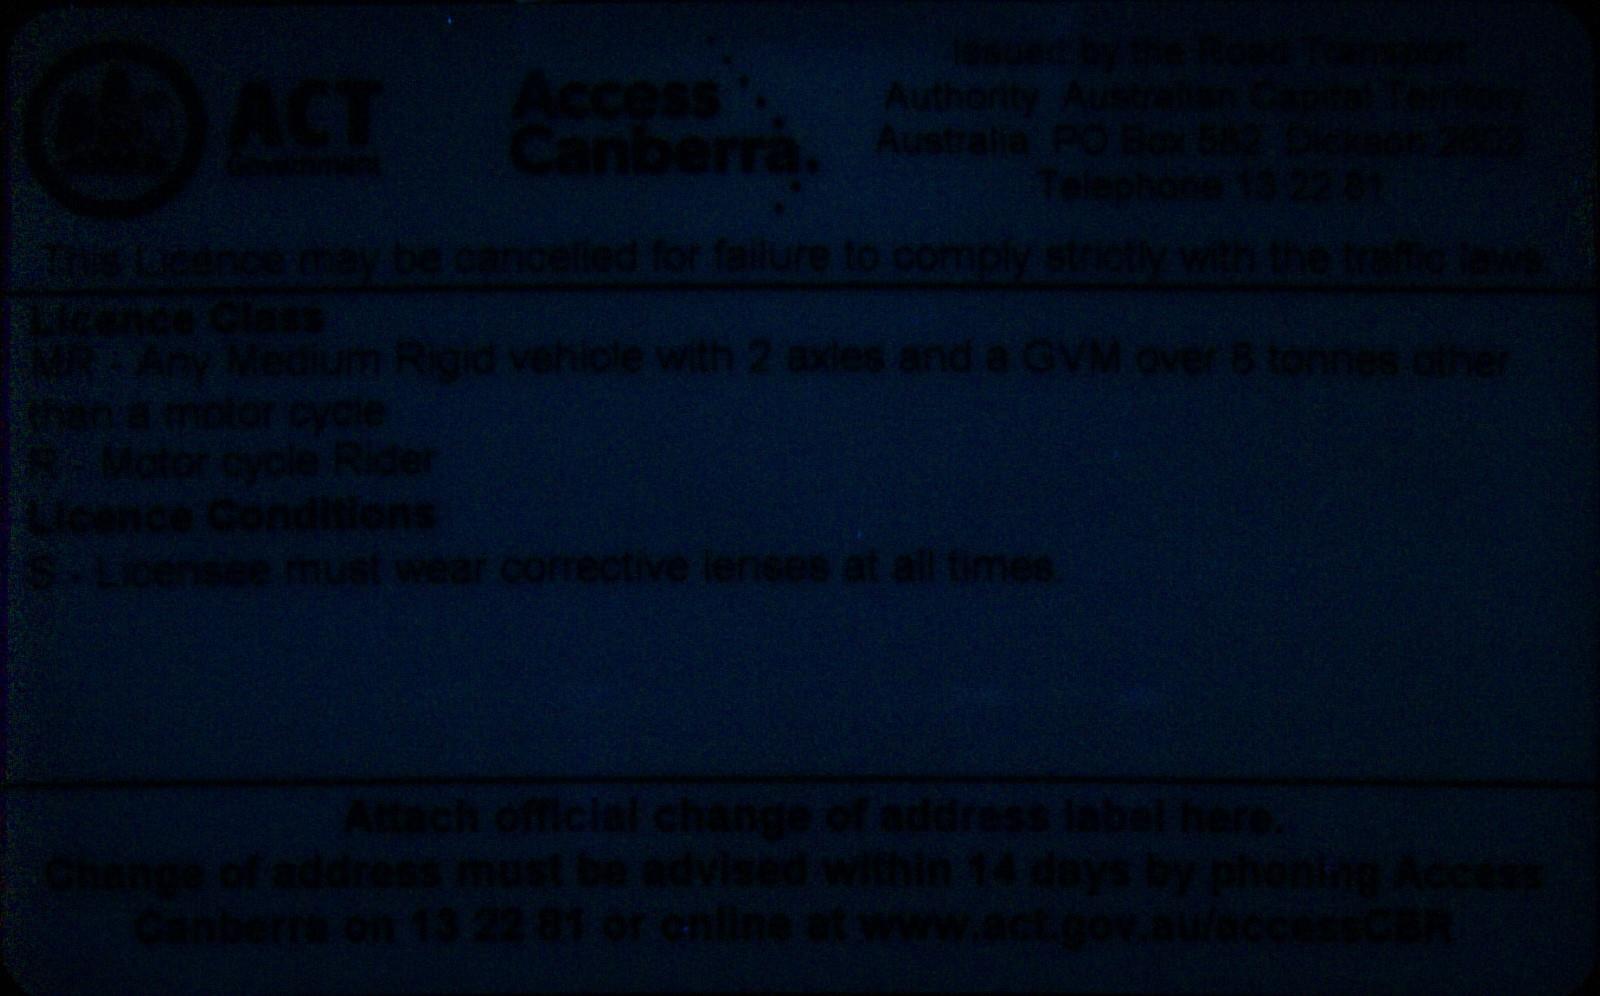 ACT
Government
Access
Canberra.
Issued by the Road Transport
Authority Australian Capital Territory
Australia PO Box 582 Dickson 2602
Telephone 13 22 81
This Licence may be cancelled for failure to comply strictly with the traffic laws.
Licence Class
MR - Any Medium Rigid vehicle with 2 axles and a GVM over 8 tonnes other
than a motor cycle
R - Motor cycle Rider
Licence Conditions
S - Licensee must wear corrective lenses at all times.
Attach official change of address label here.
Change of address must be advised within 14 days by phoning Access
Canberra on 13 22 81 or online at www.act.gov.au/accessCBR